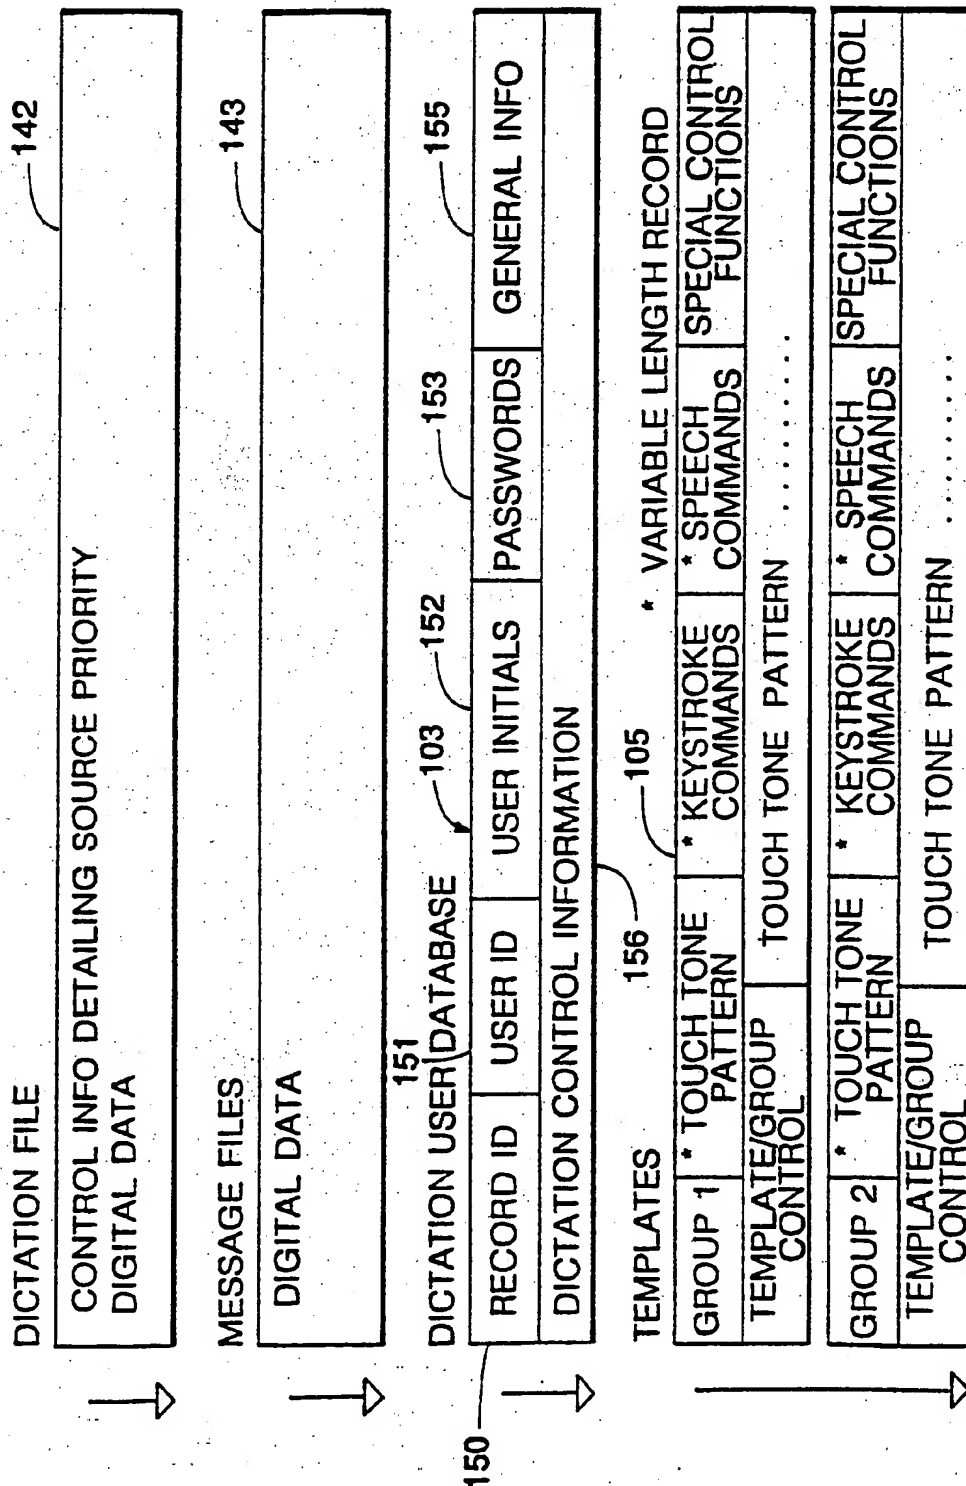 DICTATION FILE
142
CONTROL INFO DETAILING SOURCE PRIORITY
DIGITAL DATA
MESSAGE FILES
143
DIGITAL DATA
DICTATION USER DATABASE
151
103
152
153
155
RECORD ID
USER ID
USER INITIALS
PASSWORDS
GENERAL INFO
DICTATION CONTROL INFORMATION
150
156
105
TEMPLATES
* VARIABLE LENGTH RECORD
GROUP 1
* TOUCH TONE
PATTERN
* KEYSTROKE
COMMANDS
* SPEECH
COMMANDS
SPECIAL CONTROL
FUNCTIONS
TEMPLATE/GROUP
CONTROL
TOUCH TONE PATTERN .........
GROUP 2
* TOUCH TONE
PATTERN
* KEYSTROKE
COMMANDS
* SPEECH
COMMANDS
SPECIAL CONTROL
FUNCTIONS
TEMPLATE/GROUP
CONTROL
TOUCH TONE PATTERN .........